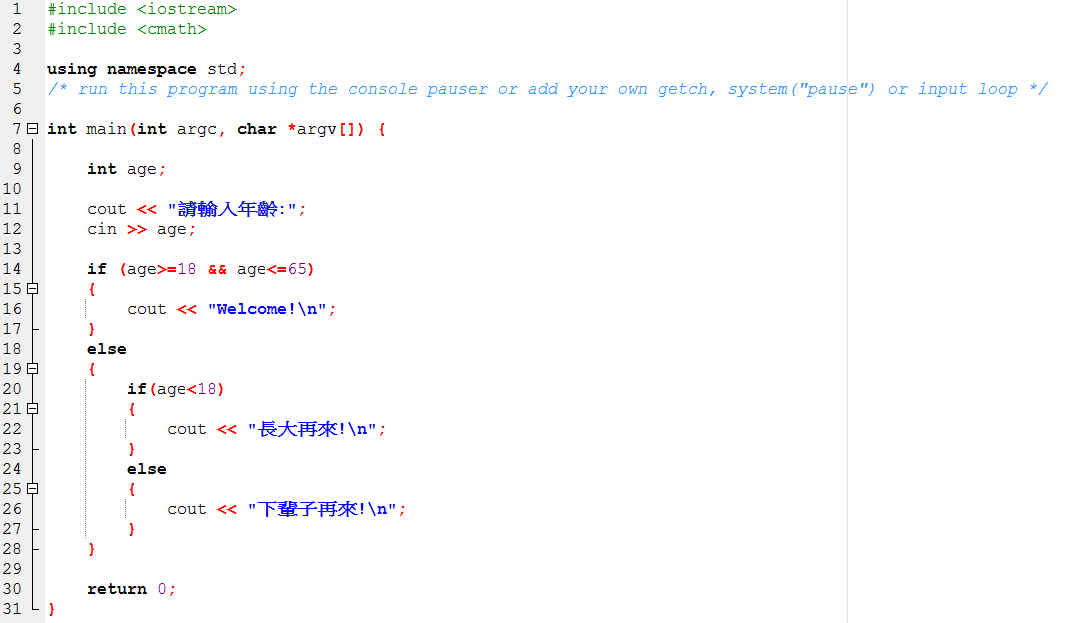 1 #include <iostream>
2 #include <cmath>
3
4 using namespace std;
5 /* run this program using the console pauser or add your own getch, system("pause") or input loop */
6
7 int main(int argc, char *argv[]) {
8
9     int age;
10
11     cout << "請輸入年齡:";
12     cin >> age;
13
14     if (age>=18 && age<=65)
15     {
16         cout << "Welcome!\n";
17     }
18     else
19     {
20         if(age<18)
21         {
22             cout << "長大再來!\n";
23         }
24         else
25         {
26             cout << "下輩子再來!\n";
27         }
28     }
29
30     return 0;
31 }